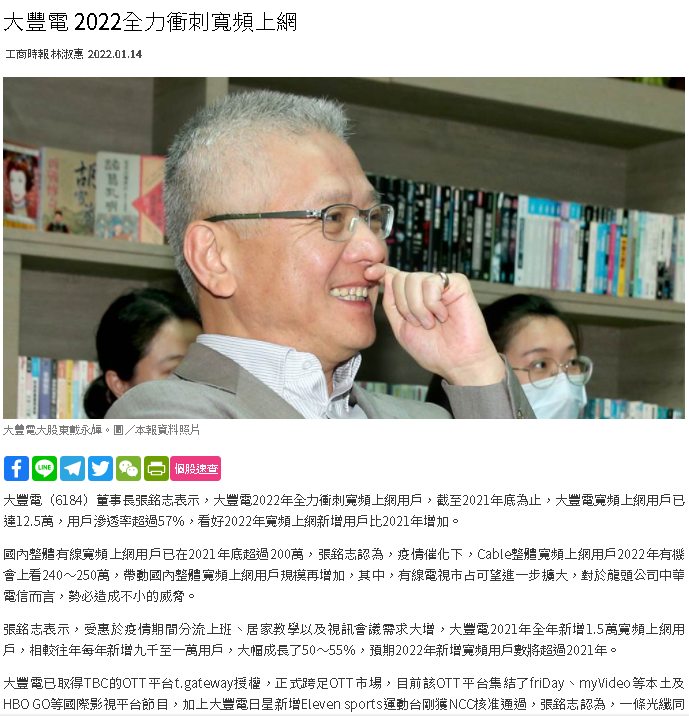 大豐電 2022全力衝刺寬頻上網
工商時報 林淑惠 2022.01.14
大豐電大股東戴永輝。圖／本報資料照片
個股速查
大豐電（6184）董事長張銘志表示，大豐電2022年全力衝刺寬頻上網用戶，截至2021年底為止，大豐電寬頻上網用戶已
達12.5萬，用戶滲透率超過57%，看好2022年寬頻上網新增用戶比2021年增加。
國內整體有線寬頻上網用戶已在2021年底超過200萬，張銘志認為，疫情催化下，Cable整體寬頻上網用戶2022年有機
會上看240～250萬，帶動國內整體寬頻上網用戶規模再增加，其中，有線電視市占可望進一步擴大，對於龍頭公司中華
電信而言，勢必造成不小的威脅。
張銘志表示，受惠於疫情期間分流上班、居家教學以及視訊會議需求大增，大豐電2021年全年新增1.5萬寬頻上網用
戶，相較往年每年新增九千至一萬用戶，大幅成長了50～55%，預期2022年新增寬頻用戶數將超過2021年。
大豐電已取得TBC的OTT平台t.gateway授權，正式跨足OTT市場，目前該OTT平台集結了friDay、myVideo等本土及
HBO GO等國際影視平台節目，加上大豐電日星新增Eleven sports運動台剛獲NCC核准通過，張銘志認為，一條光纖同